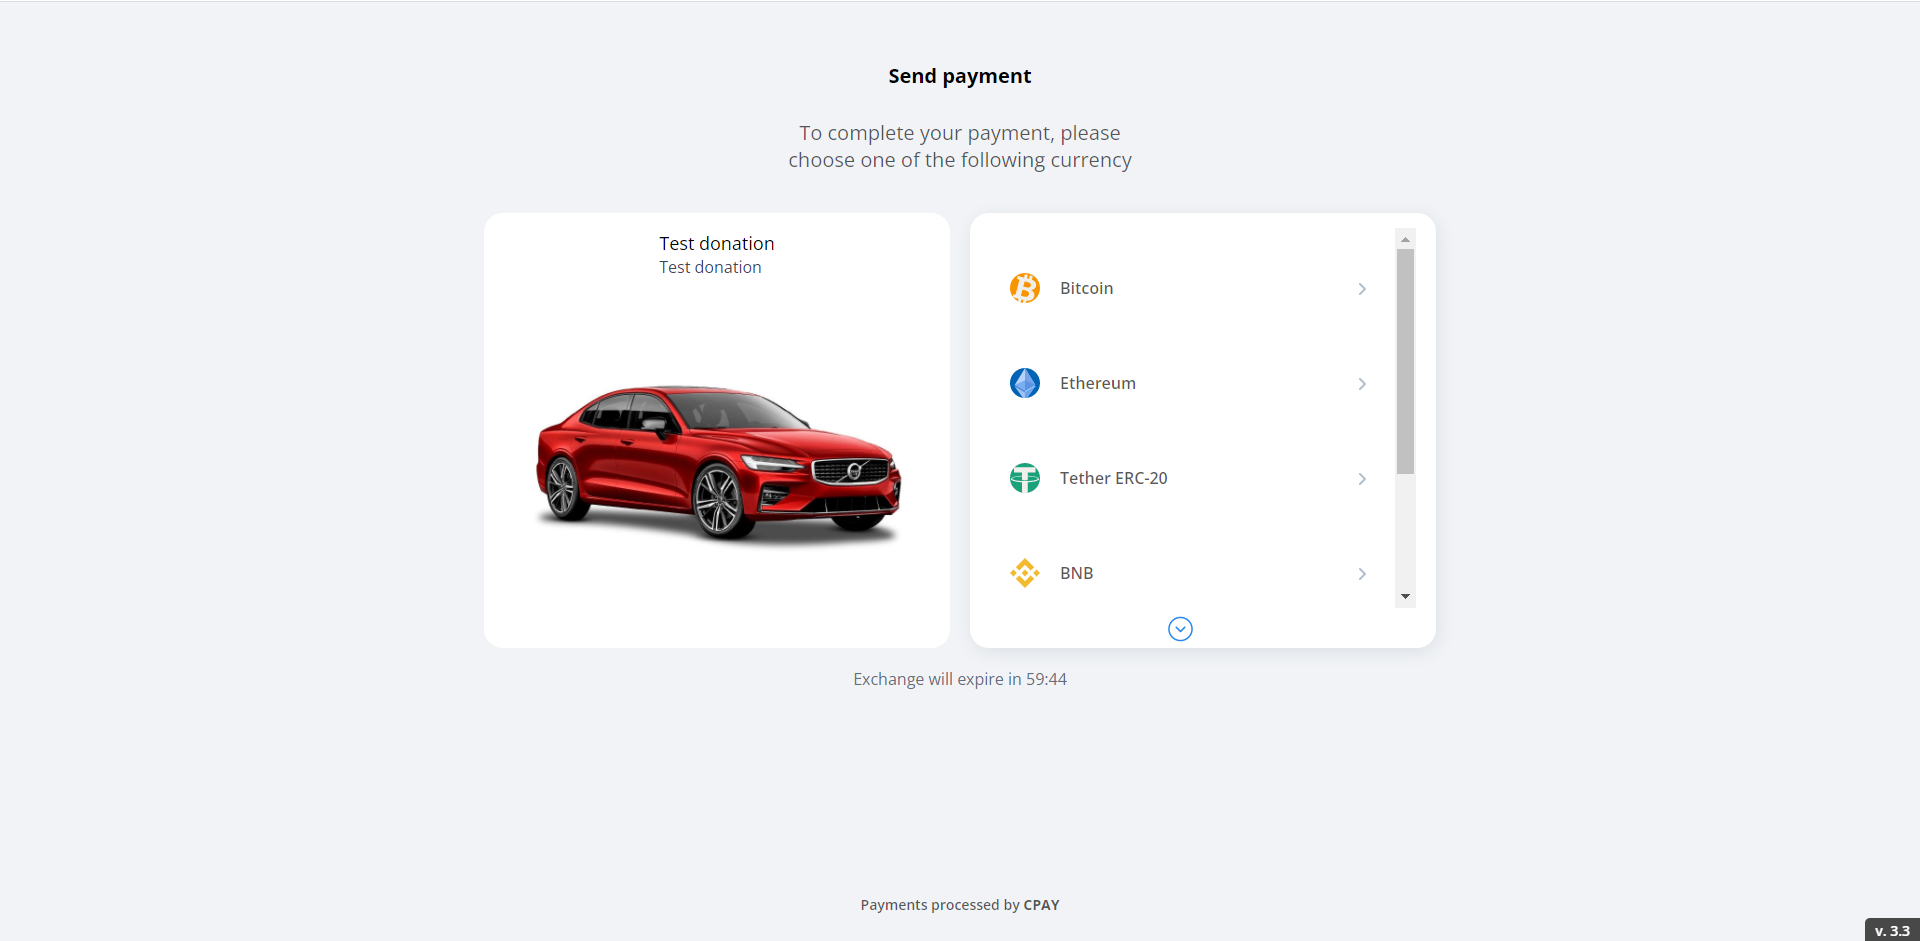 Send payment
To complete your payment, please
choose one of the following currency
Test donation
Test donation
Bitcoin
Ethereum
Tether ERC-20
BNB
Exchange will expire in 59:44
Payments processed by CPAY
v. 3.3